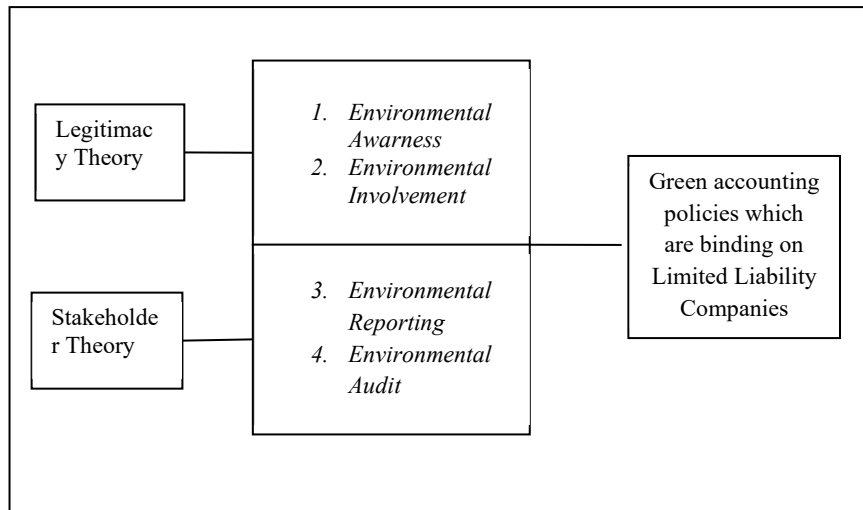 Legitimac
y Theory
1. Environmental
Awarness
2. Environmental
Involvement
Green accounting
policies which
are binding on
Limited Liability
Companies
Stakeholde
r Theory
3. Environmental
Reporting
4. Environmental
Audit